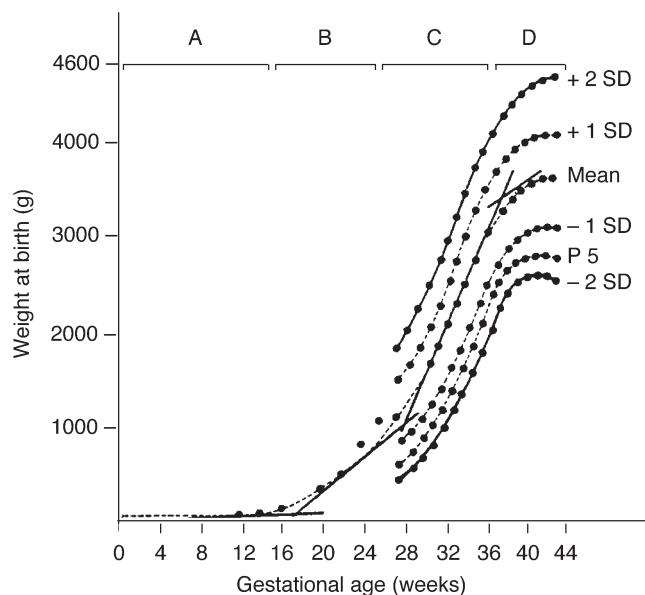 A B C D
4600
4000
3000
2000
1000
Weight at birth (g)
+ 2 SD
+ 1 SD
Mean
– 1 SD
P 5
– 2 SD
0 4 8 12 16 20 24 28 32 36 40 44
Gestational age (weeks)